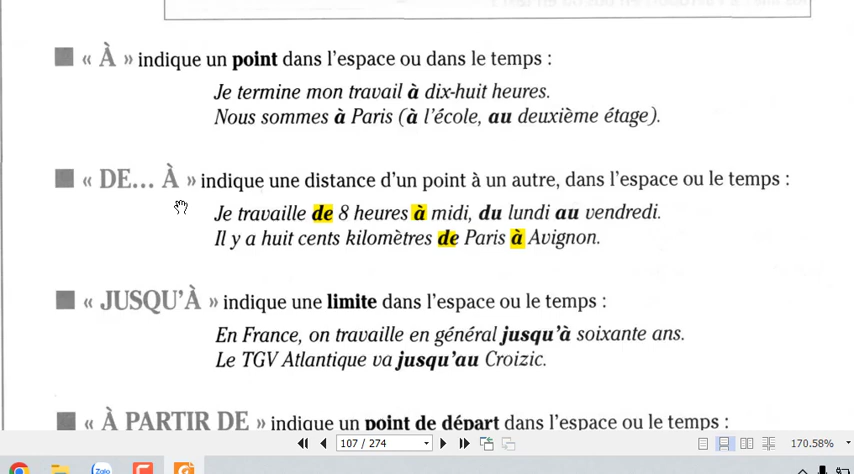 ■ « À » indique un point dans l'espace ou dans le temps :
Je termine mon travail à dix-huit heures.
Nous sommes à Paris (à l'école, au deuxième étage).
■ « DE... À » indique une distance d'un point à un autre, dans l'espace ou le temps :
Je travaille de 8 heures à midi, du lundi au vendredi.
Il y a huit cents kilomètres de Paris à Avignon.
■ « JUSQU'À » indique une limite dans l'espace ou le temps :
En France, on travaille en général jusqu'à soixante ans.
Le TGV Atlantique va jusqu'au Croizic.
■ « À PARTIR DE » indique un point de départ dans l'espace ou le temps :
107 / 274
170.58%
Zalo